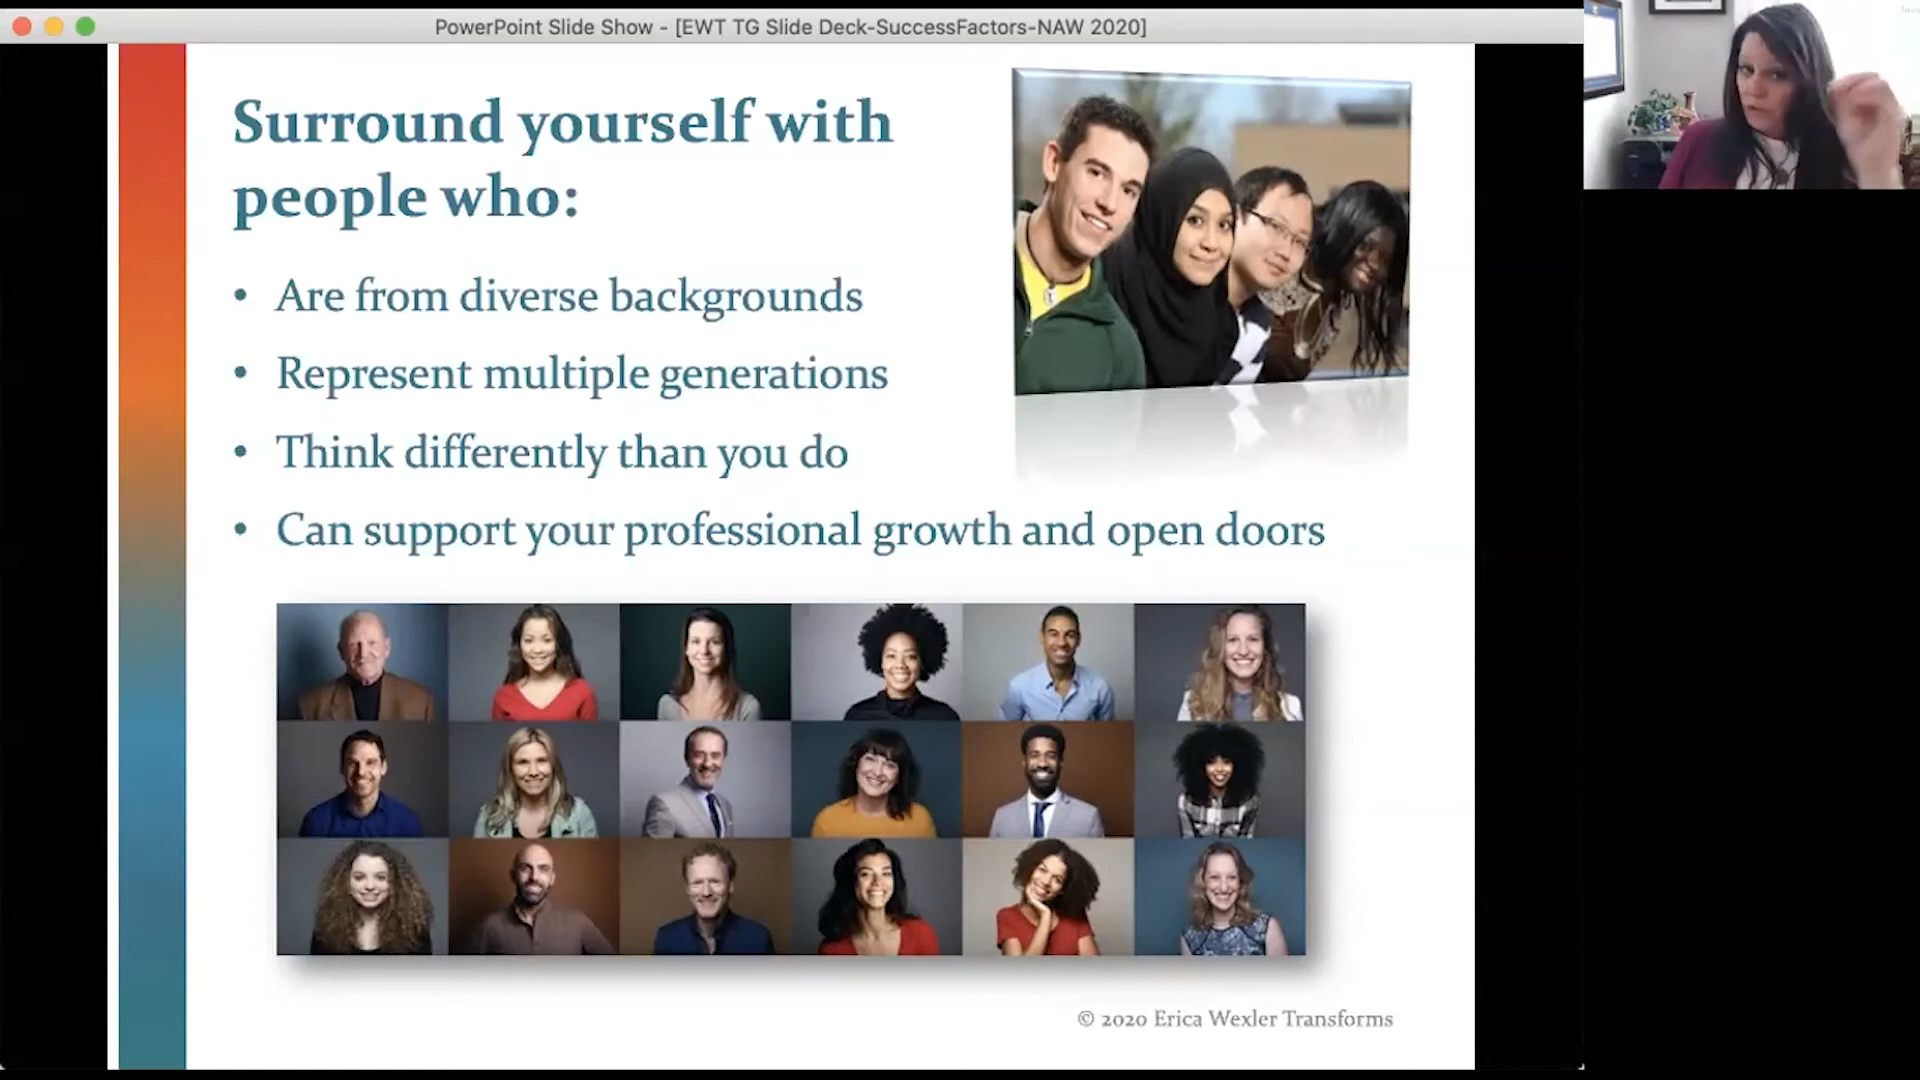 PowerPoint Slide Show - [EWT TG Slide Deck-SuccessFactors-NAW 2020]
Surround yourself with
people who:
• Are from diverse backgrounds
• Represent multiple generations
• Think differently than you do
• Can support your professional growth and open doors
© 2020 Erica Wexler Transforms